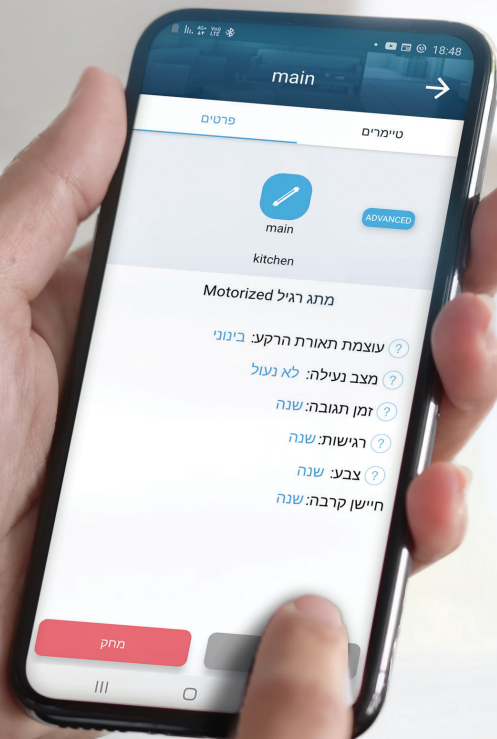 18:48
main
פרטים
טיימרים
main
ADVANCED
kitchen
מתג רגיל Motorized
עוצמת תאורת הרקע: בינוני
מצב נעילה: לא נעול
זמן תגובה: שנה
רגישות: שנה
צבע: שנה
חיישן קרבה: שנה
מחק